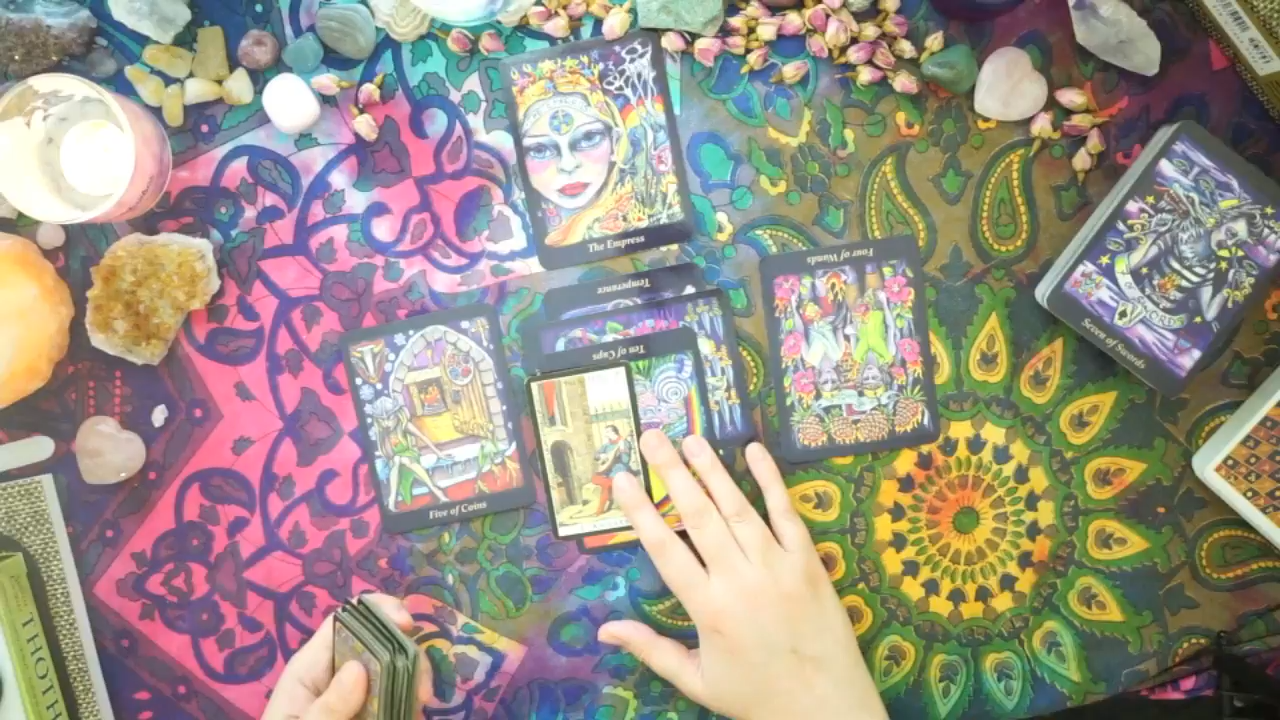 The Empress
Temperance
Four of Wands
Ten of Cups
Five of Coins
Seven of Swords
THOTH